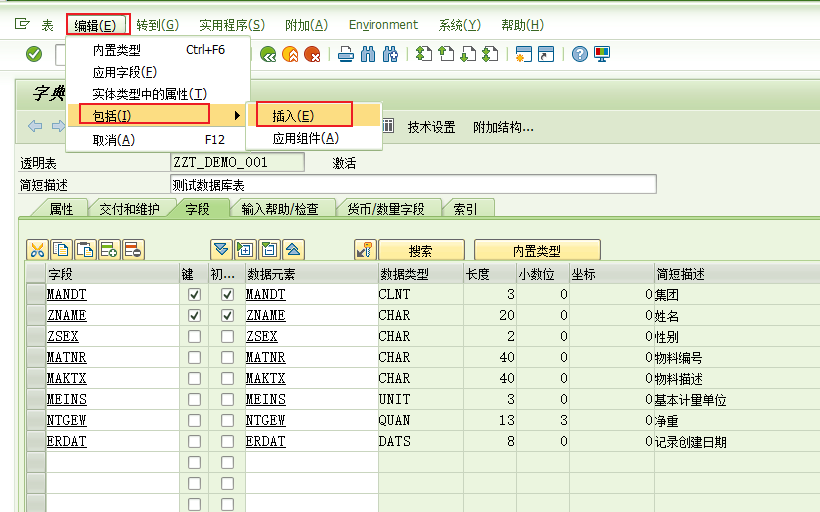 表 编辑(E) 转到(G) 实用程序(S) 附加(A) Environment 系统(Y) 帮助(H)
内置类型 Ctrl+F6
应用字段(F)
实体类型中的属性(T)
包括(I) 插入(E)
取消(A) F12 应用组件(A)
字典
技术设置 附加结构...
透明表 ZZT_DEMO_001 激活
简短描述 测试数据库表
属性 交付和维护 字段 输入帮助/检查 货币/数量字段 索引
搜索 内置类型
字段 键 初... 数据元素 数据类型 长度 小数位 坐标 简短描述
MANDT MANDT CLNT 3 0 0 集团
ZNAME ZNAME CHAR 20 0 0 姓名
ZSEX ZSEX CHAR 2 0 0 性别
MATNR MATNR CHAR 40 0 0 物料编号
MAKTX MAKTX CHAR 40 0 0 物料描述
MEINS MEINS UNIT 3 0 0 基本计量单位
NTGEW NTGEW QUAN 13 3 0 净重
ERDAT ERDAT DATS 8 0 0 记录创建日期